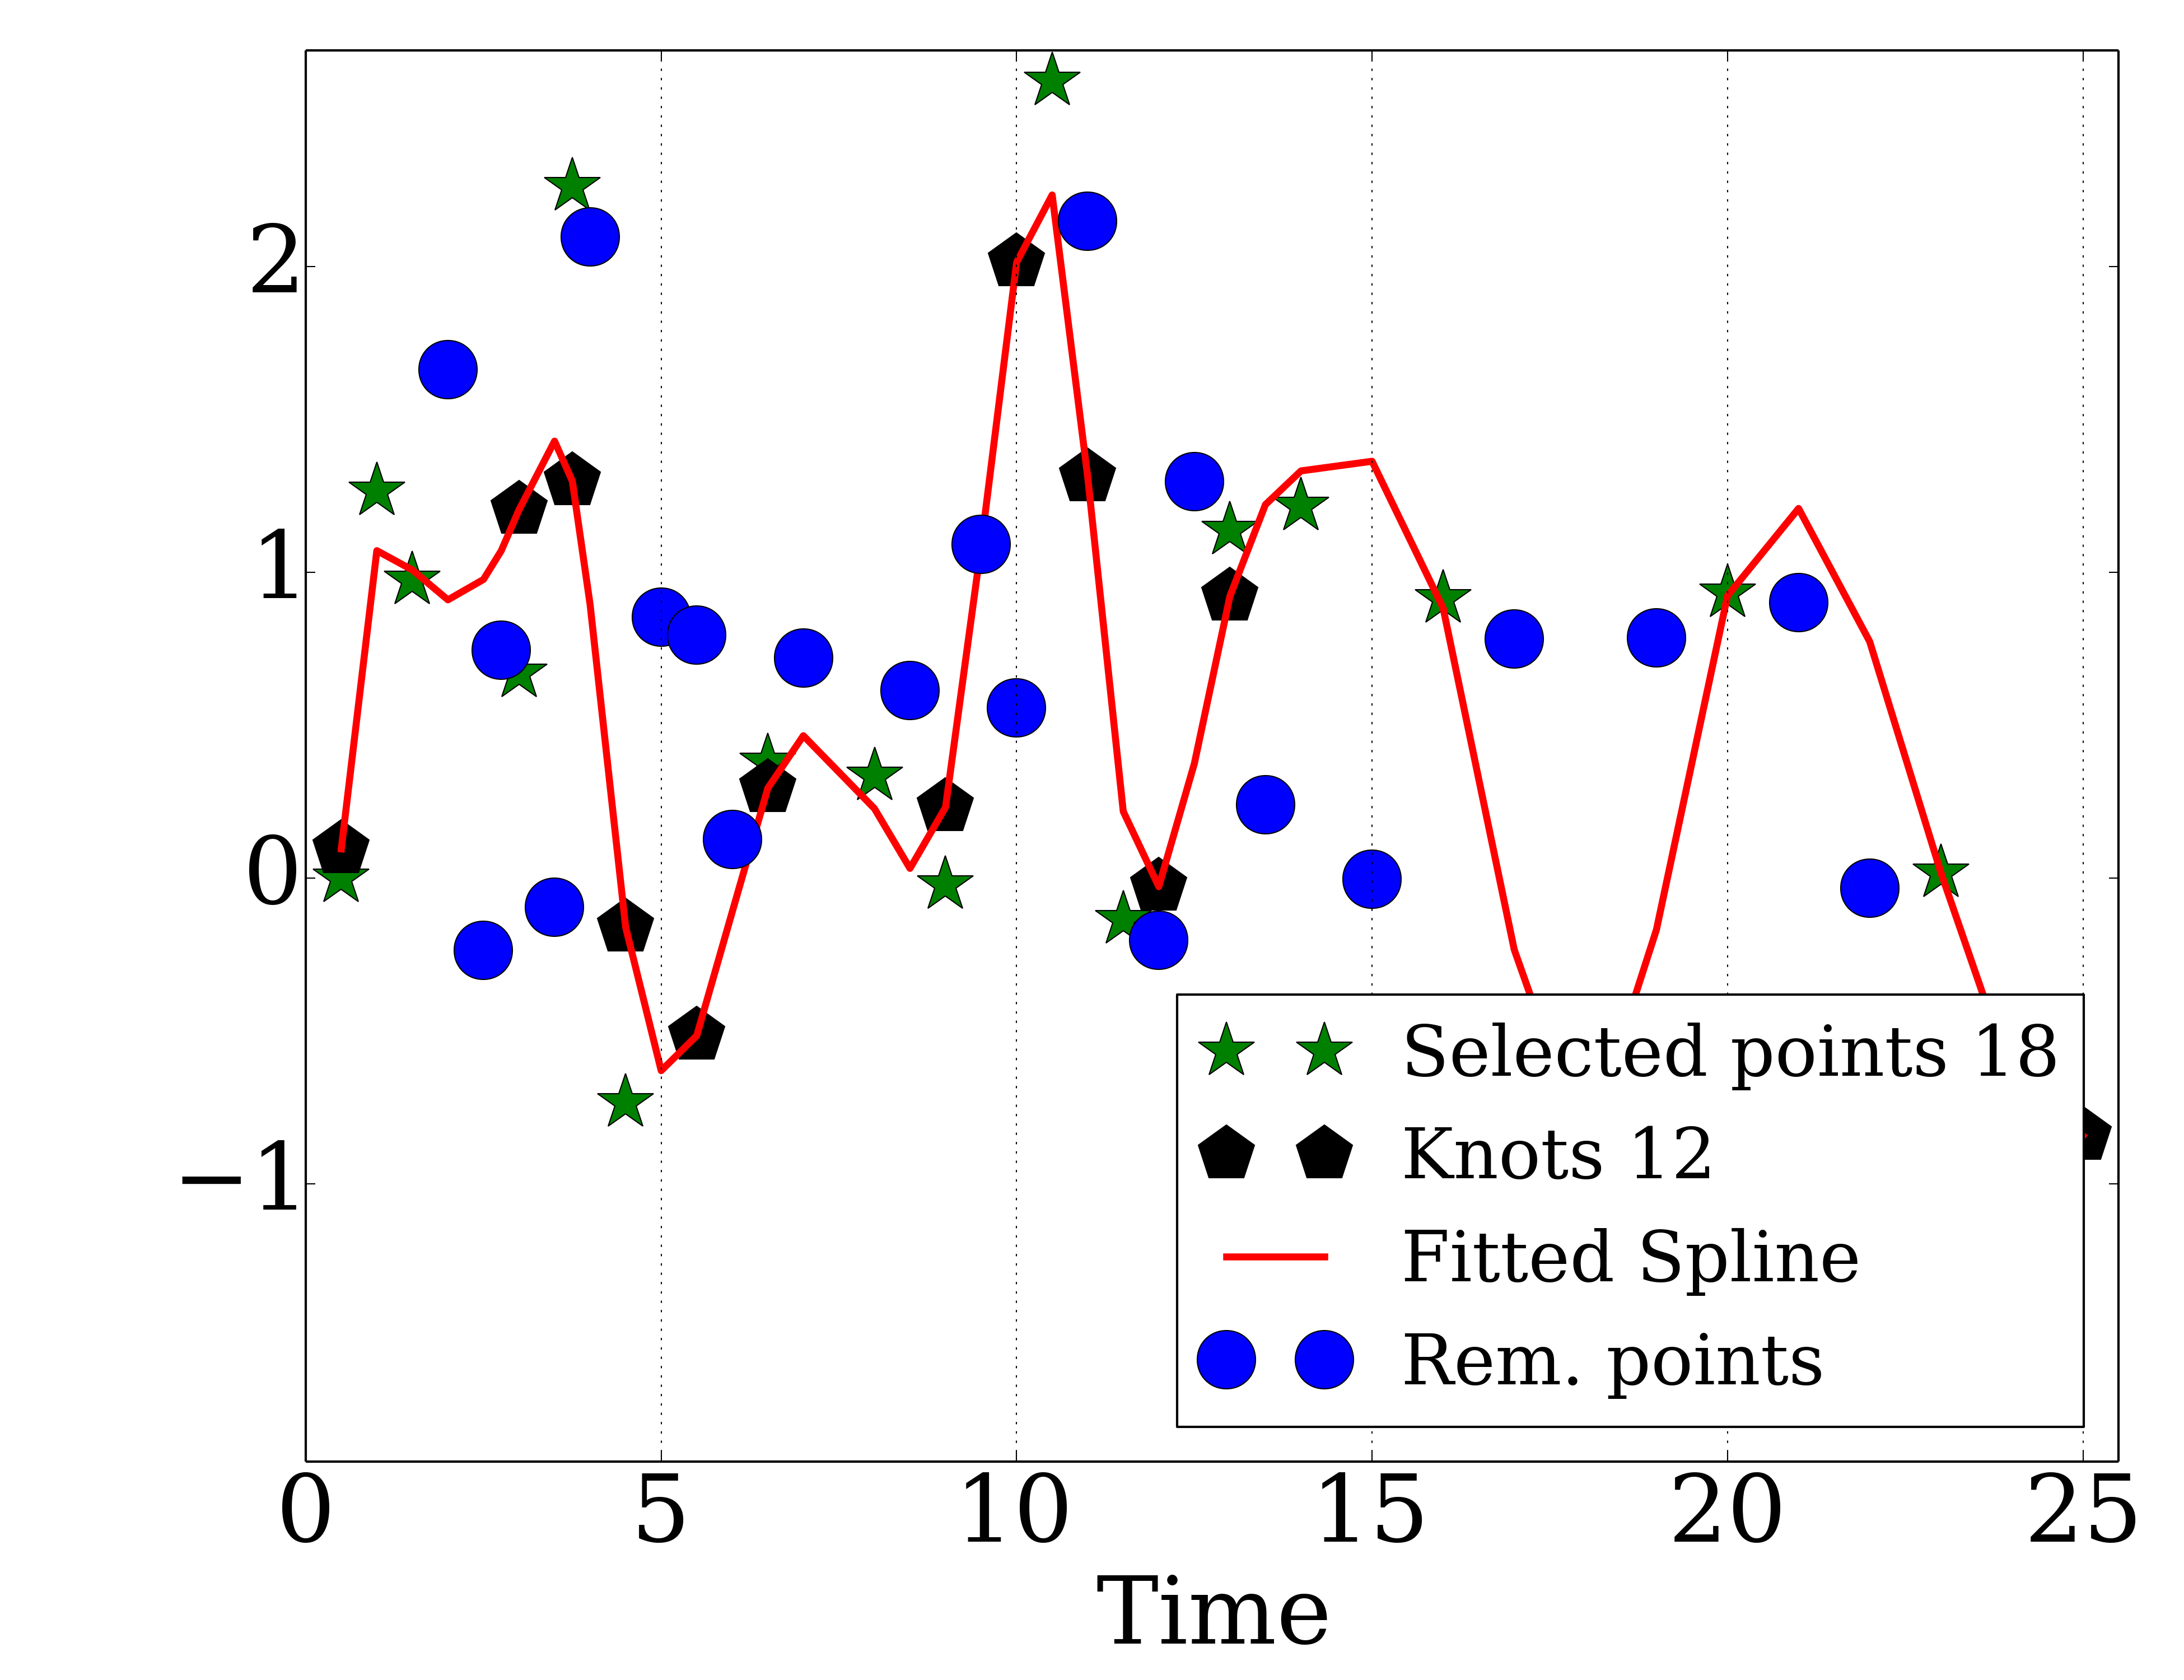 2
1
0
−1
Selected points 18
Knots 12
Fitted Spline
Rem. points
0 5 10 15 20 25
Time